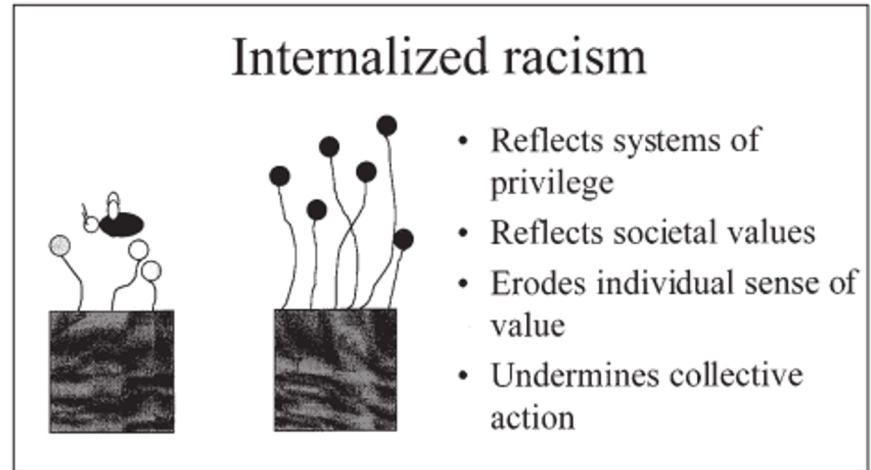 Internalized racism
• Reflects systems of
privilege
• Reflects societal values
• Erodes individual sense of
value
• Undermines collective
action